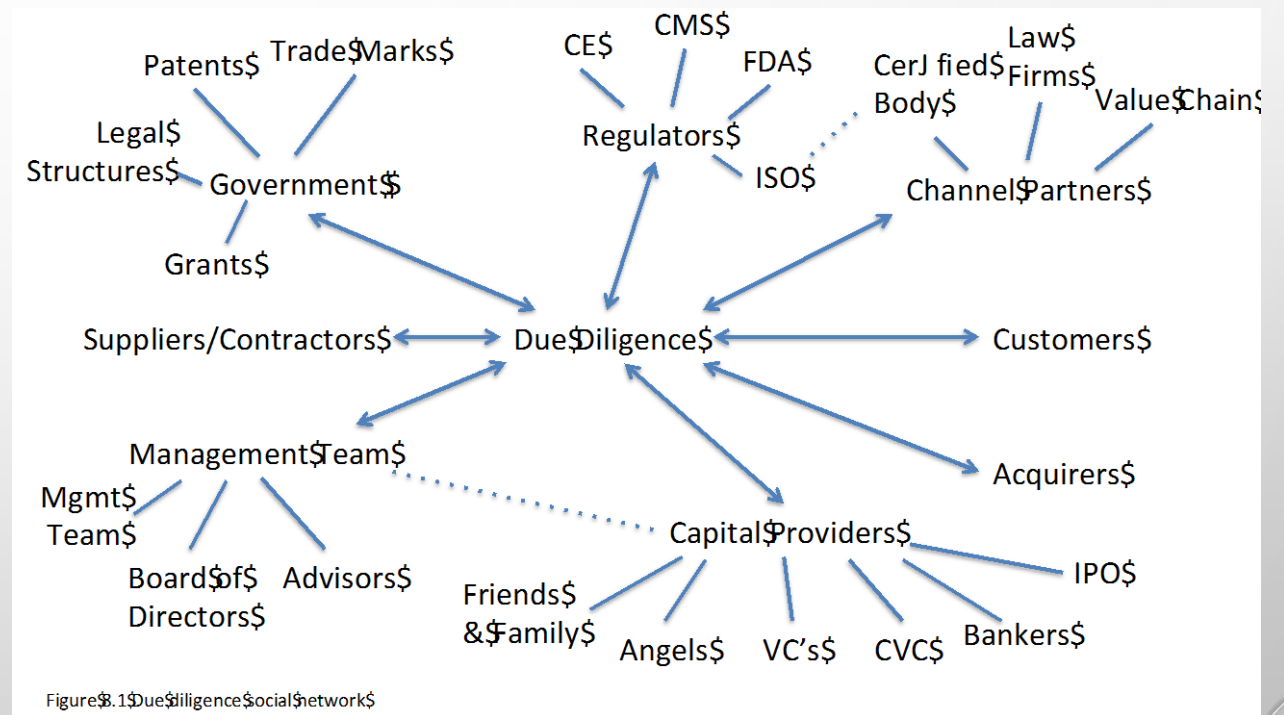 Patents$
Trade$Marks$
Legal$
Structures$
Government$$
Grants$
CE$
CMS$
FDA$
Regulators$
ISO$
CerJ fied$
Body$
Law$
Firms$
Value$Chain$
Channel$Partners$
Suppliers/Contractors$
Due$Diligence$
Customers$
Management$Team$
Mgmt$
Team$
Board$of$
Directors$
Advisors$
Acquirers$
Capital$Providers$
Friends$
&$Family$
Angels$
VC's$
CVC$
Bankers$
IPO$
Figure$8.1$Due$diligence$social$network$